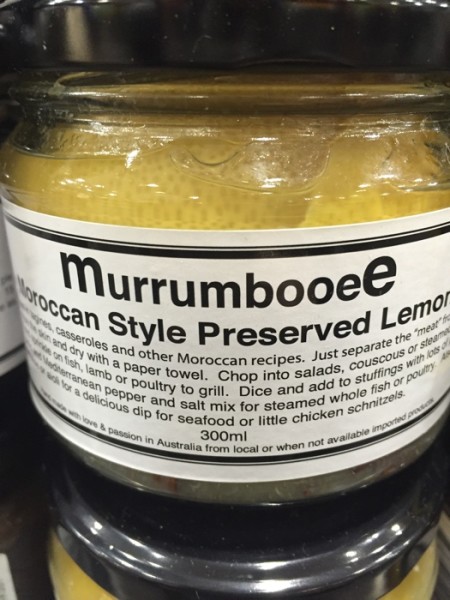 murrumbooee
Moroccan Style Preserved Lemon
casseroles and other Moroccan recipes. Just separate the "meat"
skin and dry with a paper towel. Chop into salads, couscous or
on fish, lamb or poultry to grill. Dice and add to stuffings with lots of
pepper and salt mix for steamed whole fish or poultry.
for a delicious dip for seafood or little chicken schnitzels.
300ml
made with love & passion in Australia from local or when not available imported products